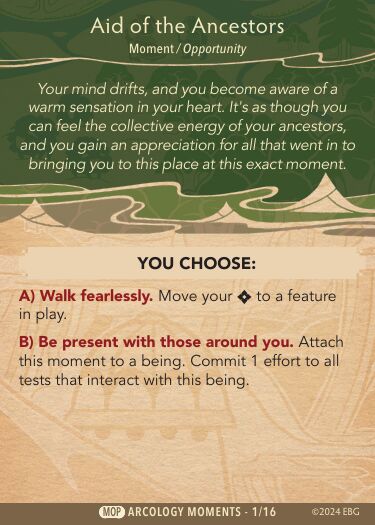 Aid of the Ancestors
Moment / Opportunity
Your mind drifts, and you become aware of a
warm sensation in your heart. It's as though you
can feel the collective energy of your ancestors,
and you gain an appreciation for all that went in to
bringing you to this place at this exact moment.
YOU CHOOSE:
A) Walk fearlessly. Move your to a feature
in play.
B) Be present with those around you. Attach
this moment to a being. Commit 1 effort to all
tests that interact with this being.
MOP ARCOLOGY MOMENTS - 1/16
©2024 EBG